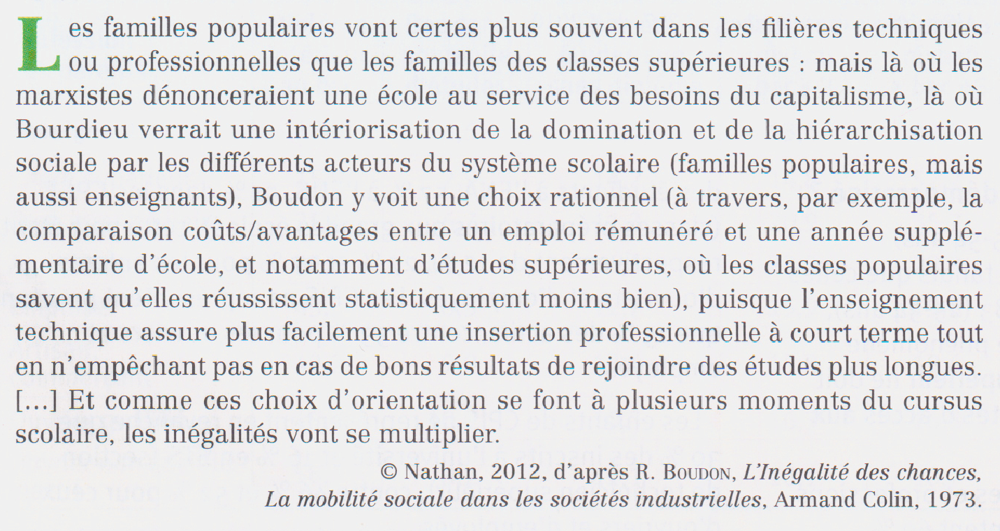 Les familles populaires vont certes plus souvent dans les filières techniques
ou professionnelles que les familles des classes supérieures : mais là où les
marxistes dénonceraient une école au service des besoins du capitalisme, là où
Bourdieu verrait une intériorisation de la domination et de la hiérarchisation
sociale par les différents acteurs du système scolaire (familles populaires, mais
aussi enseignants), Boudon y voit une choix rationnel (à travers, par exemple, la
comparaison coûts/avantages entre un emploi rémunéré et une année supplé-
mentaire d'école, et notamment d'études supérieures, où les classes populaires
savent qu'elles réussissent statistiquement moins bien), puisque l'enseignement
technique assure plus facilement une insertion professionnelle à court terme tout
en n'empêchant pas en cas de bons résultats de rejoindre des études plus longues.
[...] Et comme ces choix d'orientation se font à plusieurs moments du cursus
scolaire, les inégalités vont se multiplier.
© Nathan, 2012, d'après R. BOUDON, L'Inégalité des chances,
La mobilité sociale dans les sociétés industrielles, Armand Colin, 1973.